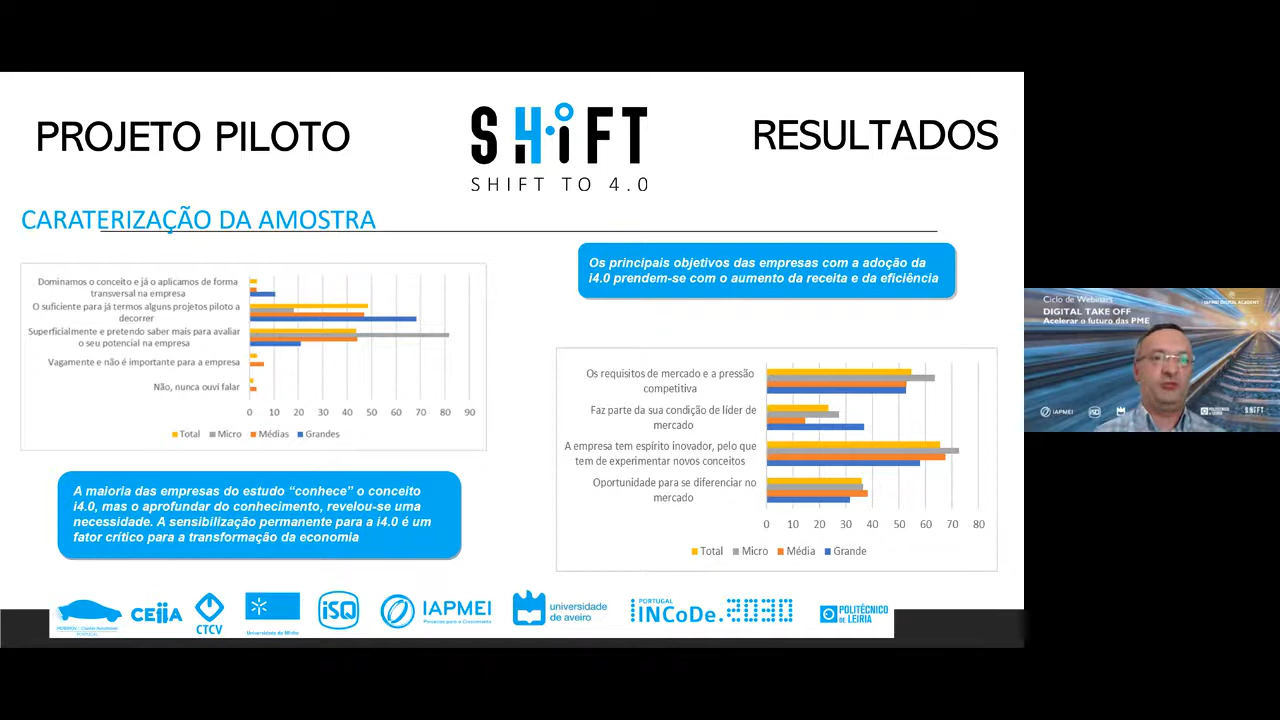 PROJETO PILOTO
SHiFT
SHIFT TO 4.0
RESULTADOS
CARATERIZAÇÃO DA AMOSTRA
Dominamos o conceito e já o aplicamos de forma
transversal na empresa
O suficiente para já termos alguns projetos piloto a
decorrer
Superficialmente e pretendo saber mais para avaliar
o seu potencial na empresa
Vagamente e não é importante para a empresa
Não, nunca ouvi falar
0 10 20 30 40 50 60 70 80 90
Total Micro Médias Grandes
A maioria das empresas do estudo “conhece” o conceito
i4.0, mas o aprofundar do conhecimento, revelou-se uma
necessidade. A sensibilização permanente para a i4.0 é um
fator crítico para a transformação da economia
Os principais objetivos das empresas com a adoção da
i4.0 prendem-se com o aumento da receita e da eficiência
Os requisitos de mercado e a pressão
competitiva
Faz parte da sua condição de líder de
mercado
A empresa tem espírito inovador, pelo que
tem de experimentar novos conceitos
Oportunidade para se diferenciar no
mercado
0 10 20 30 40 50 60 70 80
Total Micro Média Grande
Ciclo de Webinars
IAPMEI DIGITAL ACADEMY
DIGITAL TAKE OFF
Acelerar o futuro das PME
IAPMEI
iSQ
POLITÉCNICO
DE LEIRIA
SHiFT
PORTUGAL
CEiiA
CTCV
Universidade do Minho
iSQ
IAPMEI
Parcerias para o Crescimento
universidade
de aveiro
PORTUGAL
INCoDe.2030
POLITÉCNICO
DE LEIRIA